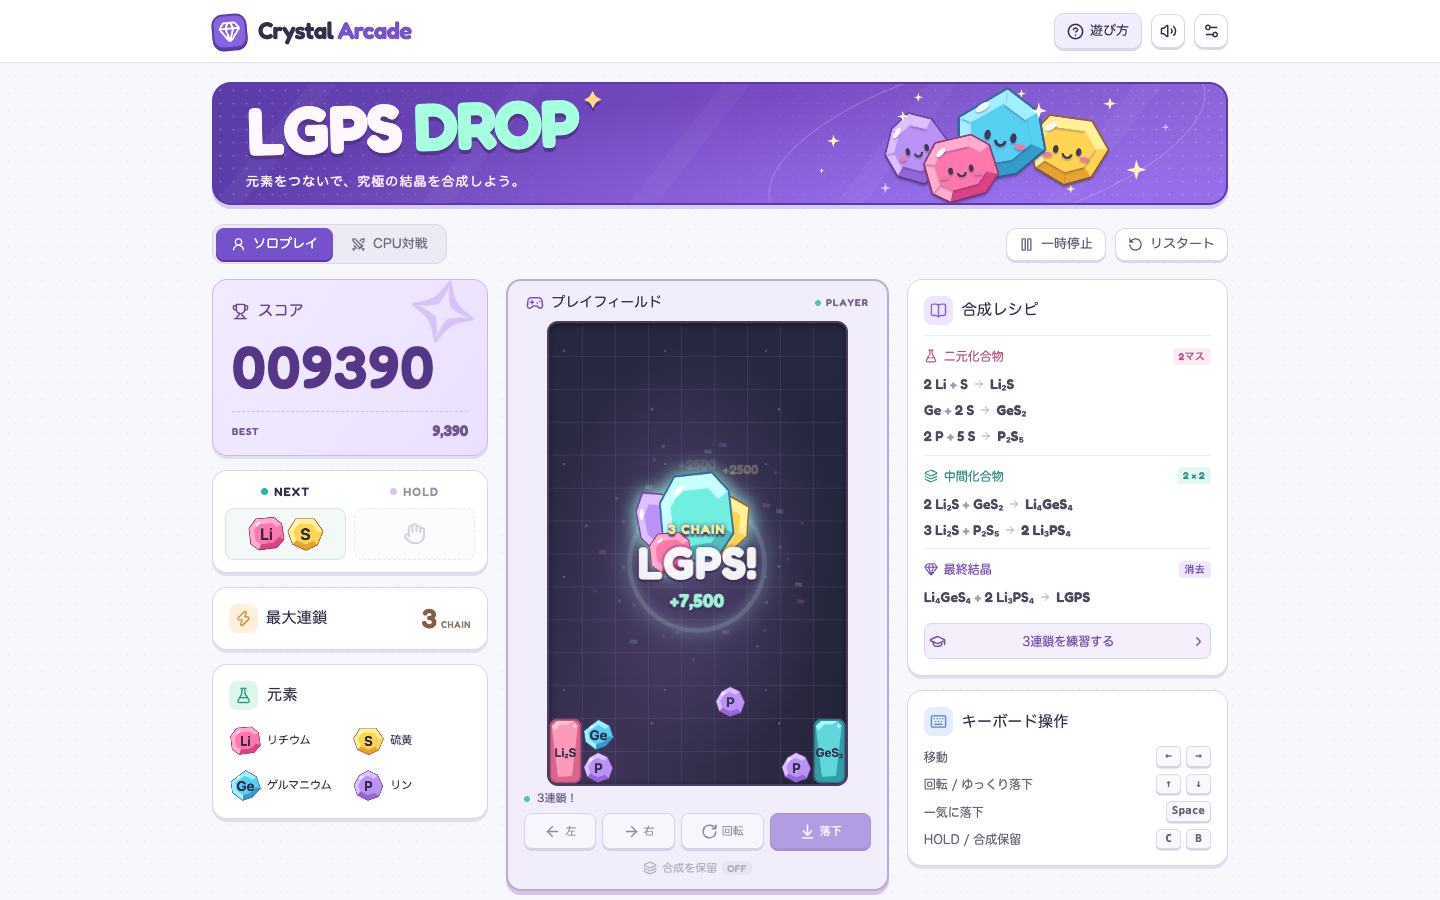 Crystal Arcade
遊び方
LGPS DROP
元素をつないで、究極の結晶を合成しよう。
ソロプレイ
CPU対戦
一時停止
リスタート
スコア
009390
BEST 9,390
NEXT
HOLD
Li S
最大連鎖
3 CHAIN
元素
Li リチウム
S 硫黄
Ge ゲルマニウム
P リン
プレイフィールド
PLAYER
+2500 +2500
3 CHAIN
LGPS!
+7,500
P
Li₂S
Ge
P
P
GeS₂
3連鎖！
左
右
回転
落下
合成を保留 OFF
合成レシピ
二元化合物 2マス
2 Li + S → Li₂S
Ge + 2 S → GeS₂
2 P + 5 S → P₂S₅
中間化合物 2×2
2 Li₂S + GeS₂ → Li₄GeS₄
3 Li₂S + P₂S₅ → 2 Li₃PS₄
最終結晶 消去
Li₄GeS₄ + 2 Li₃PS₄ → LGPS
3連鎖を練習する
キーボード操作
移動 ← →
回転 / ゆっくり落下 ↑ ↓
一気に落下 Space
HOLD / 合成保留 C B